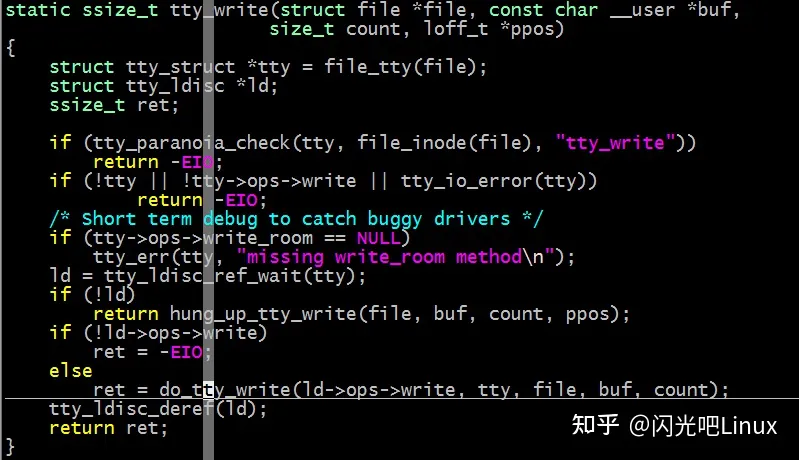 static ssize_t tty_write(struct file *file, const char __user *buf,
                        size_t count, loff_t *ppos)
{
    struct tty_struct *tty = file_tty(file);
    struct tty_ldisc *ld;
    ssize_t ret;

    if (tty_paranoia_check(tty, file_inode(file), "tty_write"))
        return -EIO;
    if (!tty || !tty->ops->write || tty_io_error(tty))
            return -EIO;
    /* Short term debug to catch buggy drivers */
    if (tty->ops->write_room == NULL)
        tty_err(tty, "missing write_room method\n");
    ld = tty_ldisc_ref_wait(tty);
    if (!ld)
        return hung_up_tty_write(file, buf, count, ppos);
    if (!ld->ops->write)
        ret = -EIO;
    else
        ret = do_tty_write(ld->ops->write, tty, file, buf, count);
    tty_ldisc_deref(ld);
    return ret;
}
知乎 @闪光吧Linux